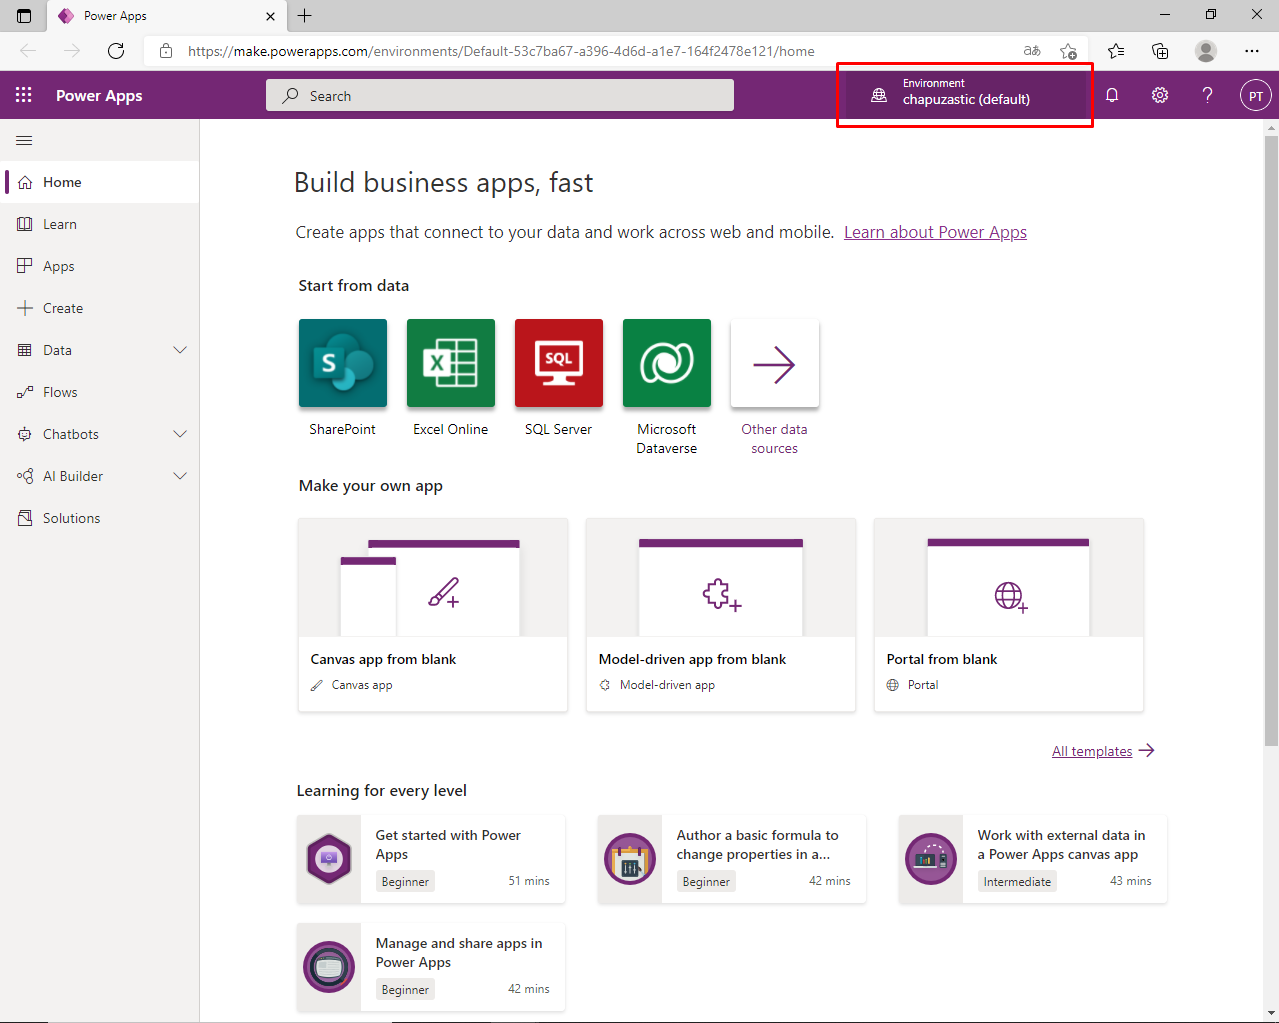 Power Apps
https://make.powerapps.com/environments/Default-53c7ba67-a396-4d6d-a1e7-164f2478e121/home
aあ
Power Apps
Search
Environment
chapuzastic (default)
?
PT
Home
Learn
Apps
Create
Data
Flows
Chatbots
AI Builder
Solutions
Build business apps, fast
Create apps that connect to your data and work across web and mobile. Learn about Power Apps
Start from data
S
X
SQL
SharePoint
Excel Online
SQL Server
Microsoft
Dataverse
Other data
sources
Make your own app
Canvas app from blank
Canvas app
Model-driven app from blank
Model-driven app
Portal from blank
Portal
All templates
Learning for every level
Get started with Power
Apps
Beginner
51 mins
Author a basic formula to
change properties in a...
Beginner
42 mins
Work with external data in
a Power Apps canvas app
Intermediate
43 mins
Manage and share apps in
Power Apps
Beginner
42 mins